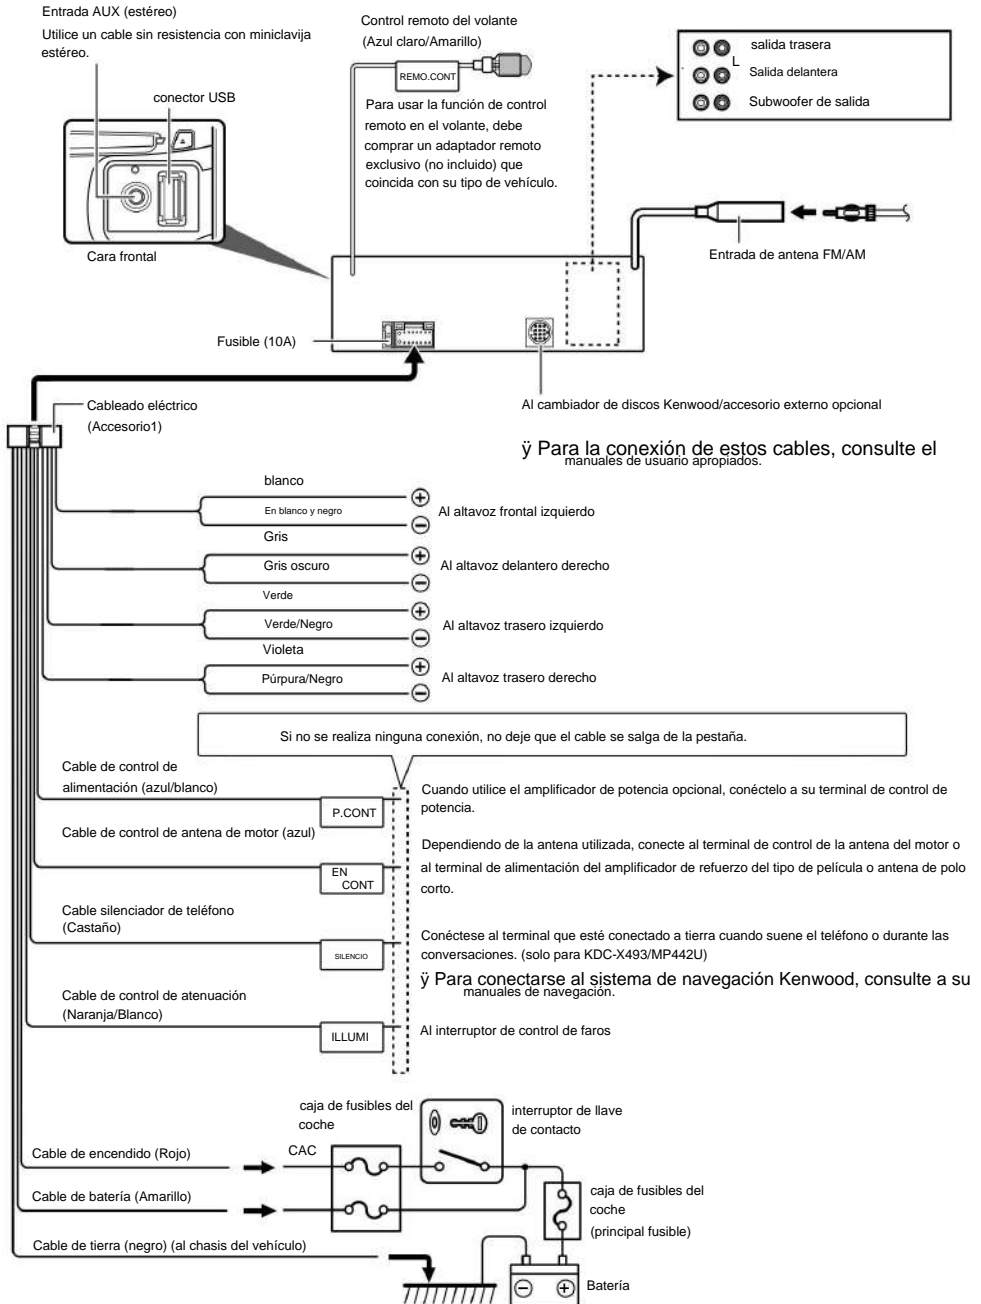 Entrada AUX (estéreo)
Utilice un cable sin resistencia con miniclavija
estéreo.
conector USB
Cara frontal
Control remoto del volante
(Azul claro/Amarillo)
REMO.CONT
Para usar la función de control
remoto en el volante, debe
comprar un adaptador remoto
exclusivo (no incluido) que
coincida con su tipo de vehículo.
salida trasera
L
Salida delantera
Subwoofer de salida
Entrada de antena FM/AM
Fusible (10A)
Cableado eléctrico
(Accesorio1)
Al cambiador de discos Kenwood/accesorio externo opcional
ÿ Para la conexión de estos cables, consulte el
manuales de usuario apropiados.
blanco
En blanco y negro
Al altavoz frontal izquierdo
Gris
Gris oscuro
Al altavoz delantero derecho
Verde
Verde/Negro
Al altavoz trasero izquierdo
Violeta
Púrpura/Negro
Al altavoz trasero derecho
Si no se realiza ninguna conexión, no deje que el cable se salga de la pestaña.
Cable de control de
alimentación (azul/blanco)
P.CONT
Cuando utilice el amplificador de potencia opcional, conéctelo a su terminal de control de
potencia.
Cable de control de antena de motor (azul)
EN
CONT
Dependiendo de la antena utilizada, conecte al terminal de control de la antena del motor o
al terminal de alimentación del amplificador de refuerzo del tipo de película o antena de polo
corto.
Cable silenciador de teléfono
(Castaño)
SILENCIO
Conéctese al terminal que esté conectado a tierra cuando suene el teléfono o durante las
conversaciones. (solo para KDC-X493/MP442U)
ÿ Para conectarse al sistema de navegación Kenwood, consulte a su
manuales de navegación.
Cable de control de atenuación
(Naranja/Blanco)
ILLUMI
Al interruptor de control de faros
caja de fusibles del
coche
interruptor de llave
de contacto
CAC
Cable de encendido (Rojo)
Cable de batería (Amarillo)
caja de fusibles del
coche
(principal fusible)
Cable de tierra (negro) (al chasis del vehículo)
Batería